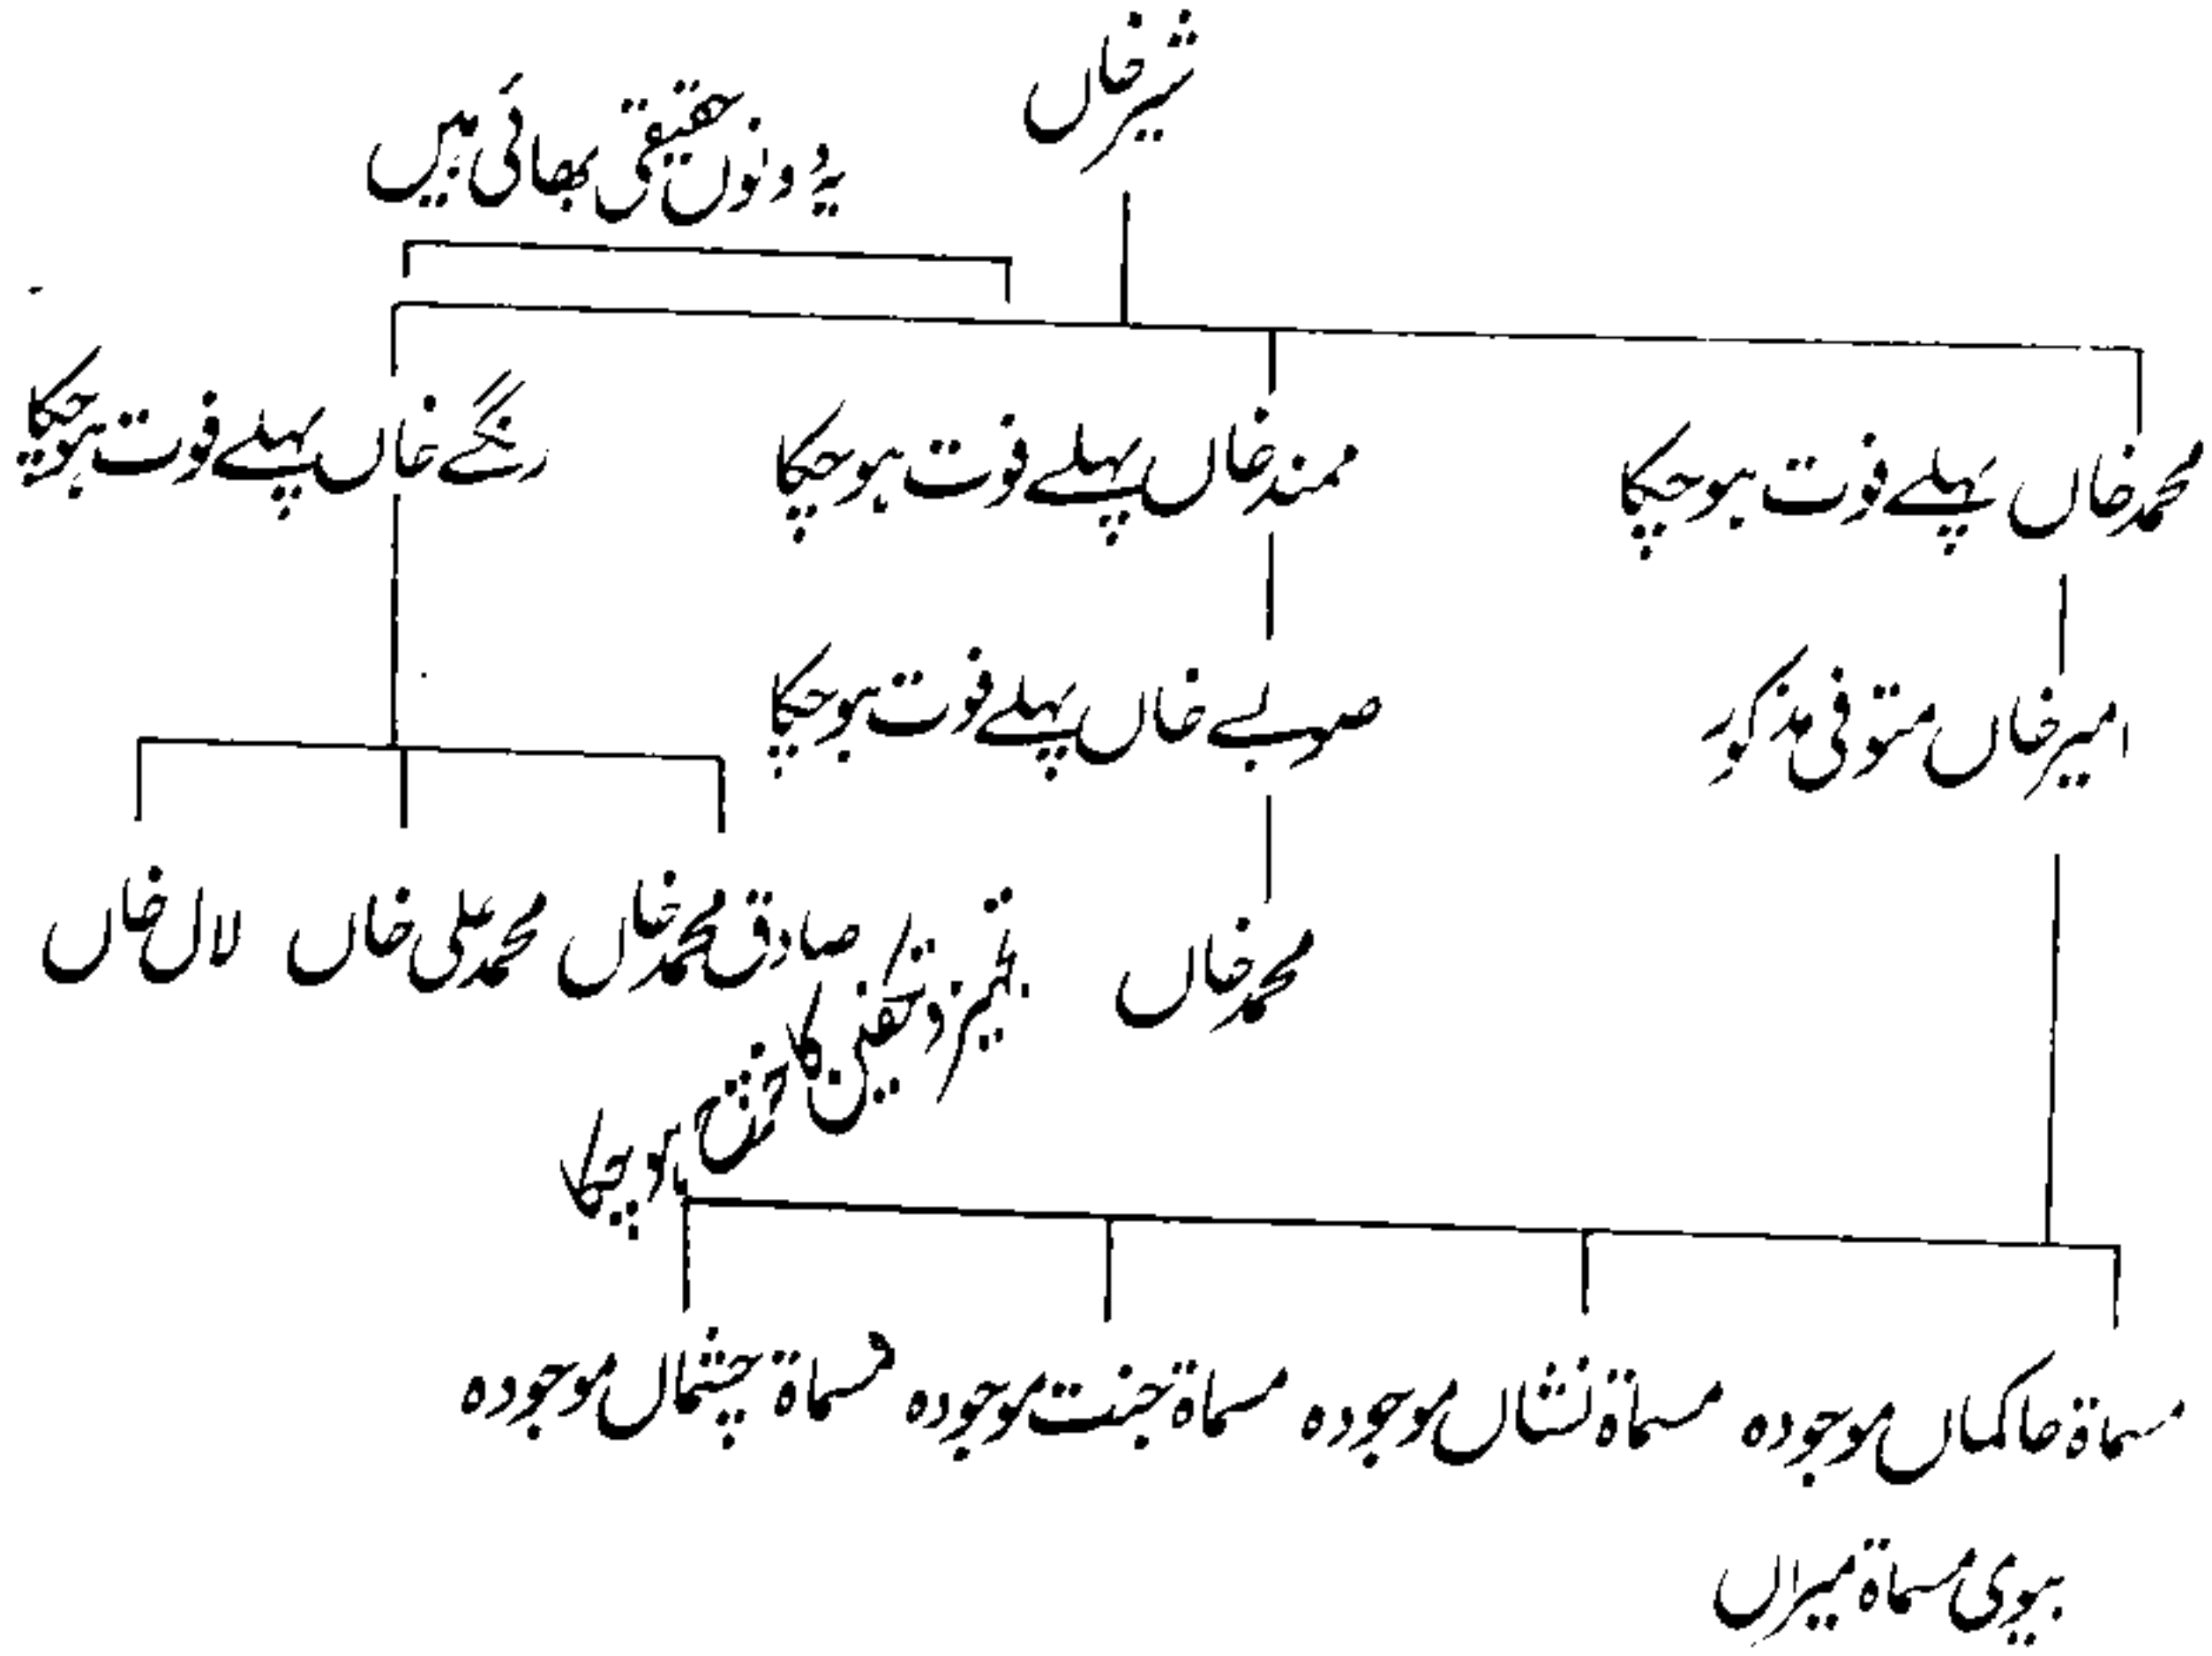 شیر خاں
یہ دونوں حقیقی بھائی ہیں
محمد خاں پہلے فوت ہو چکا
ممند خاں پہلے فوت ہو چکا
رنگے خاں پہلے فوت ہو چکا
امیر خاں متوفی مذکور
صوبے خاں پہلے فوت ہو چکا
محمد خاں
صادق محمد خاں
محمد علی خاں
لال خاں
تجہیز و تکفین کا خرچ ہو چکا
مسماۃ حاکماں موجودہ
مسماۃ نشاں موجودہ
مسماۃ جنت موجودہ
مسماۃ چشماں موجودہ
بیوی مسماۃ میراں